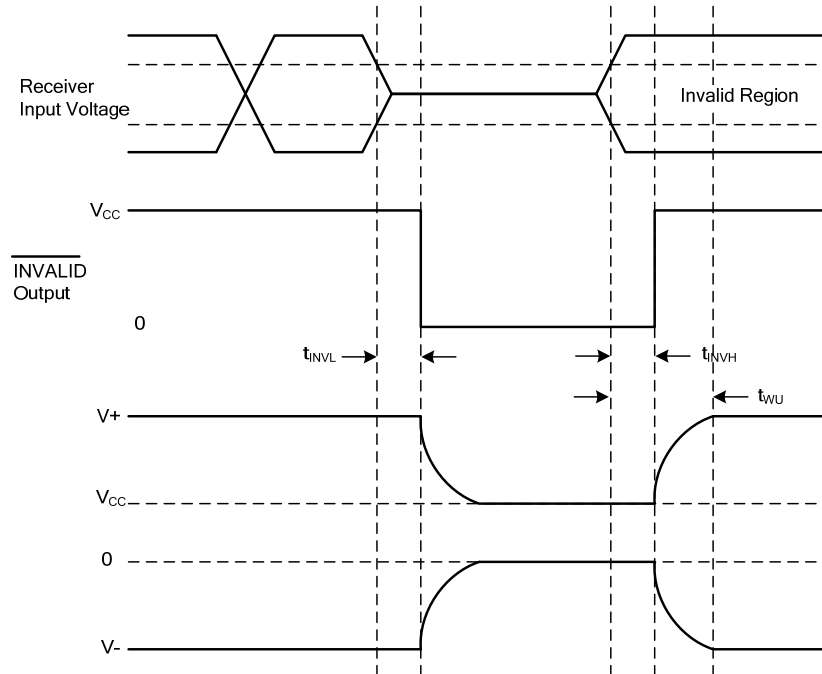 Receiver
Input Voltage
Invalid Region
VCC
INVALID
Output
0
tINVL
tINVH
tWU
V+
VCC
0
V-